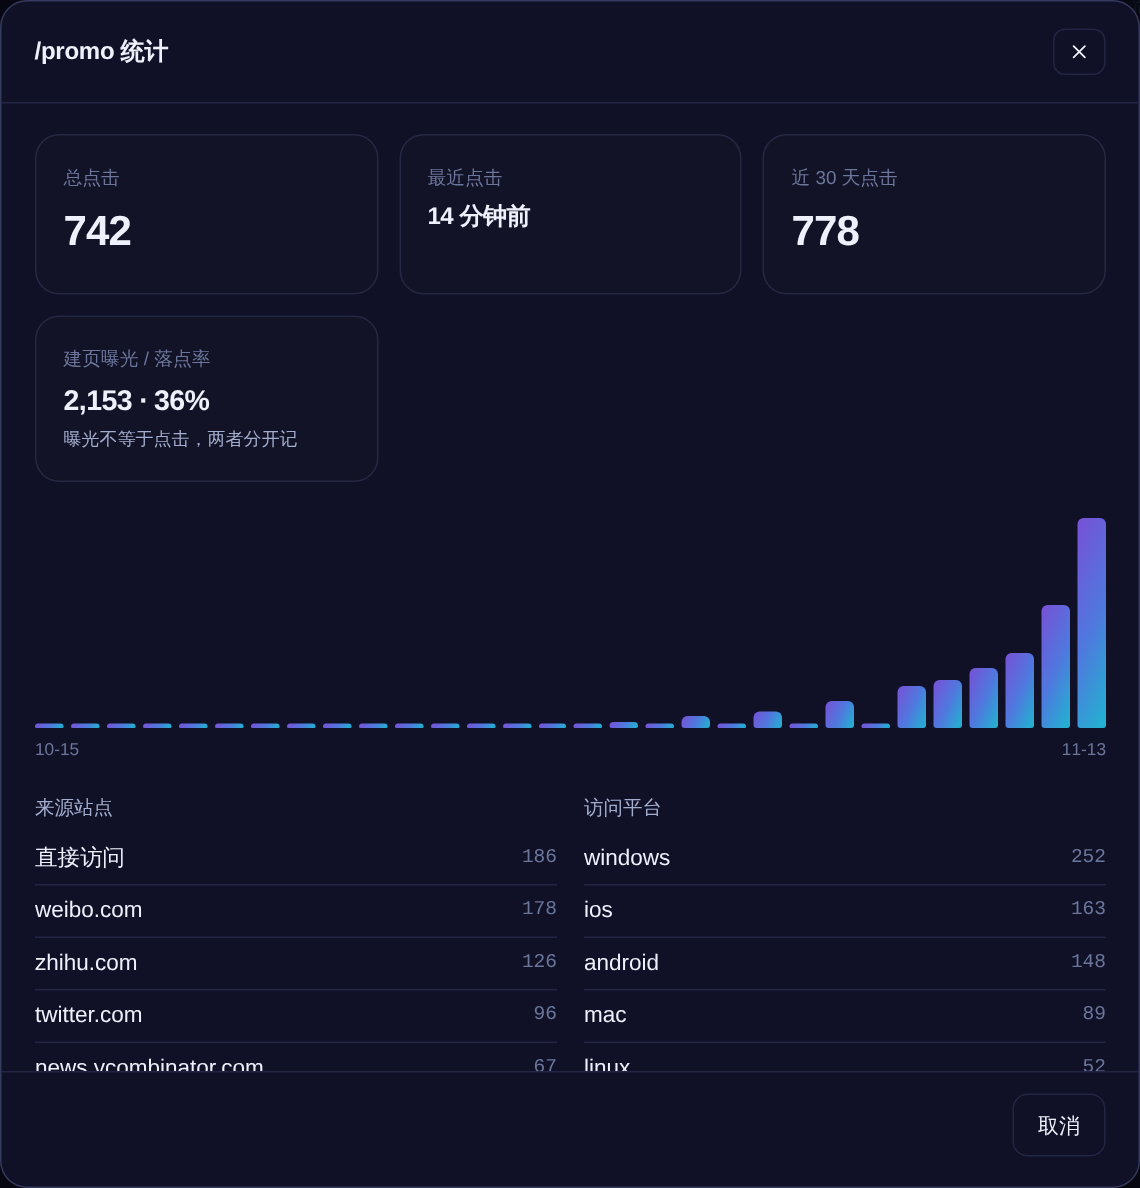 /promo 统计
总点击
742
最近点击
14 分钟前
近 30 天点击
778
建页曝光 / 落点率
2,153 · 36%
曝光不等于点击，两者分开记
10-15
11-13
来源站点
直接访问 186
weibo.com 178
zhihu.com 126
twitter.com 96
news.ycombinator.com 67
访问平台
windows 252
ios 163
android 148
mac 89
linux 52
取消